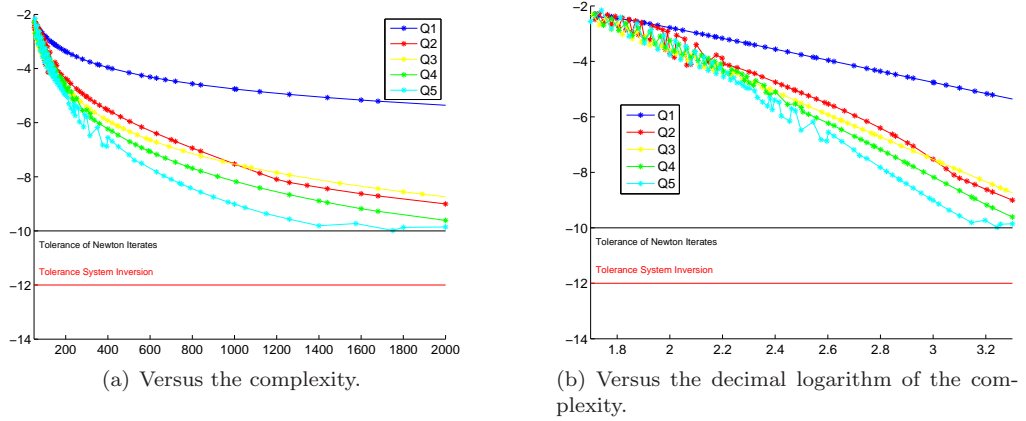 −2
−4
−6
−8
−10
−12
−14
200 400 600 800 1000 1200 1400 1600 1800 2000
Q1
Q2
Q3
Q4
Q5
Tolerance of Newton Iterates
Tolerance System Inversion
(a) Versus the complexity.
−2
−4
−6
−8
−10
−12
−14
1.8 2 2.2 2.4 2.6 2.8 3 3.2
Q1
Q2
Q3
Q4
Q5
Tolerance of Newton Iterates
Tolerance System Inversion
(b) Versus the decimal logarithm of the com-
plexity.